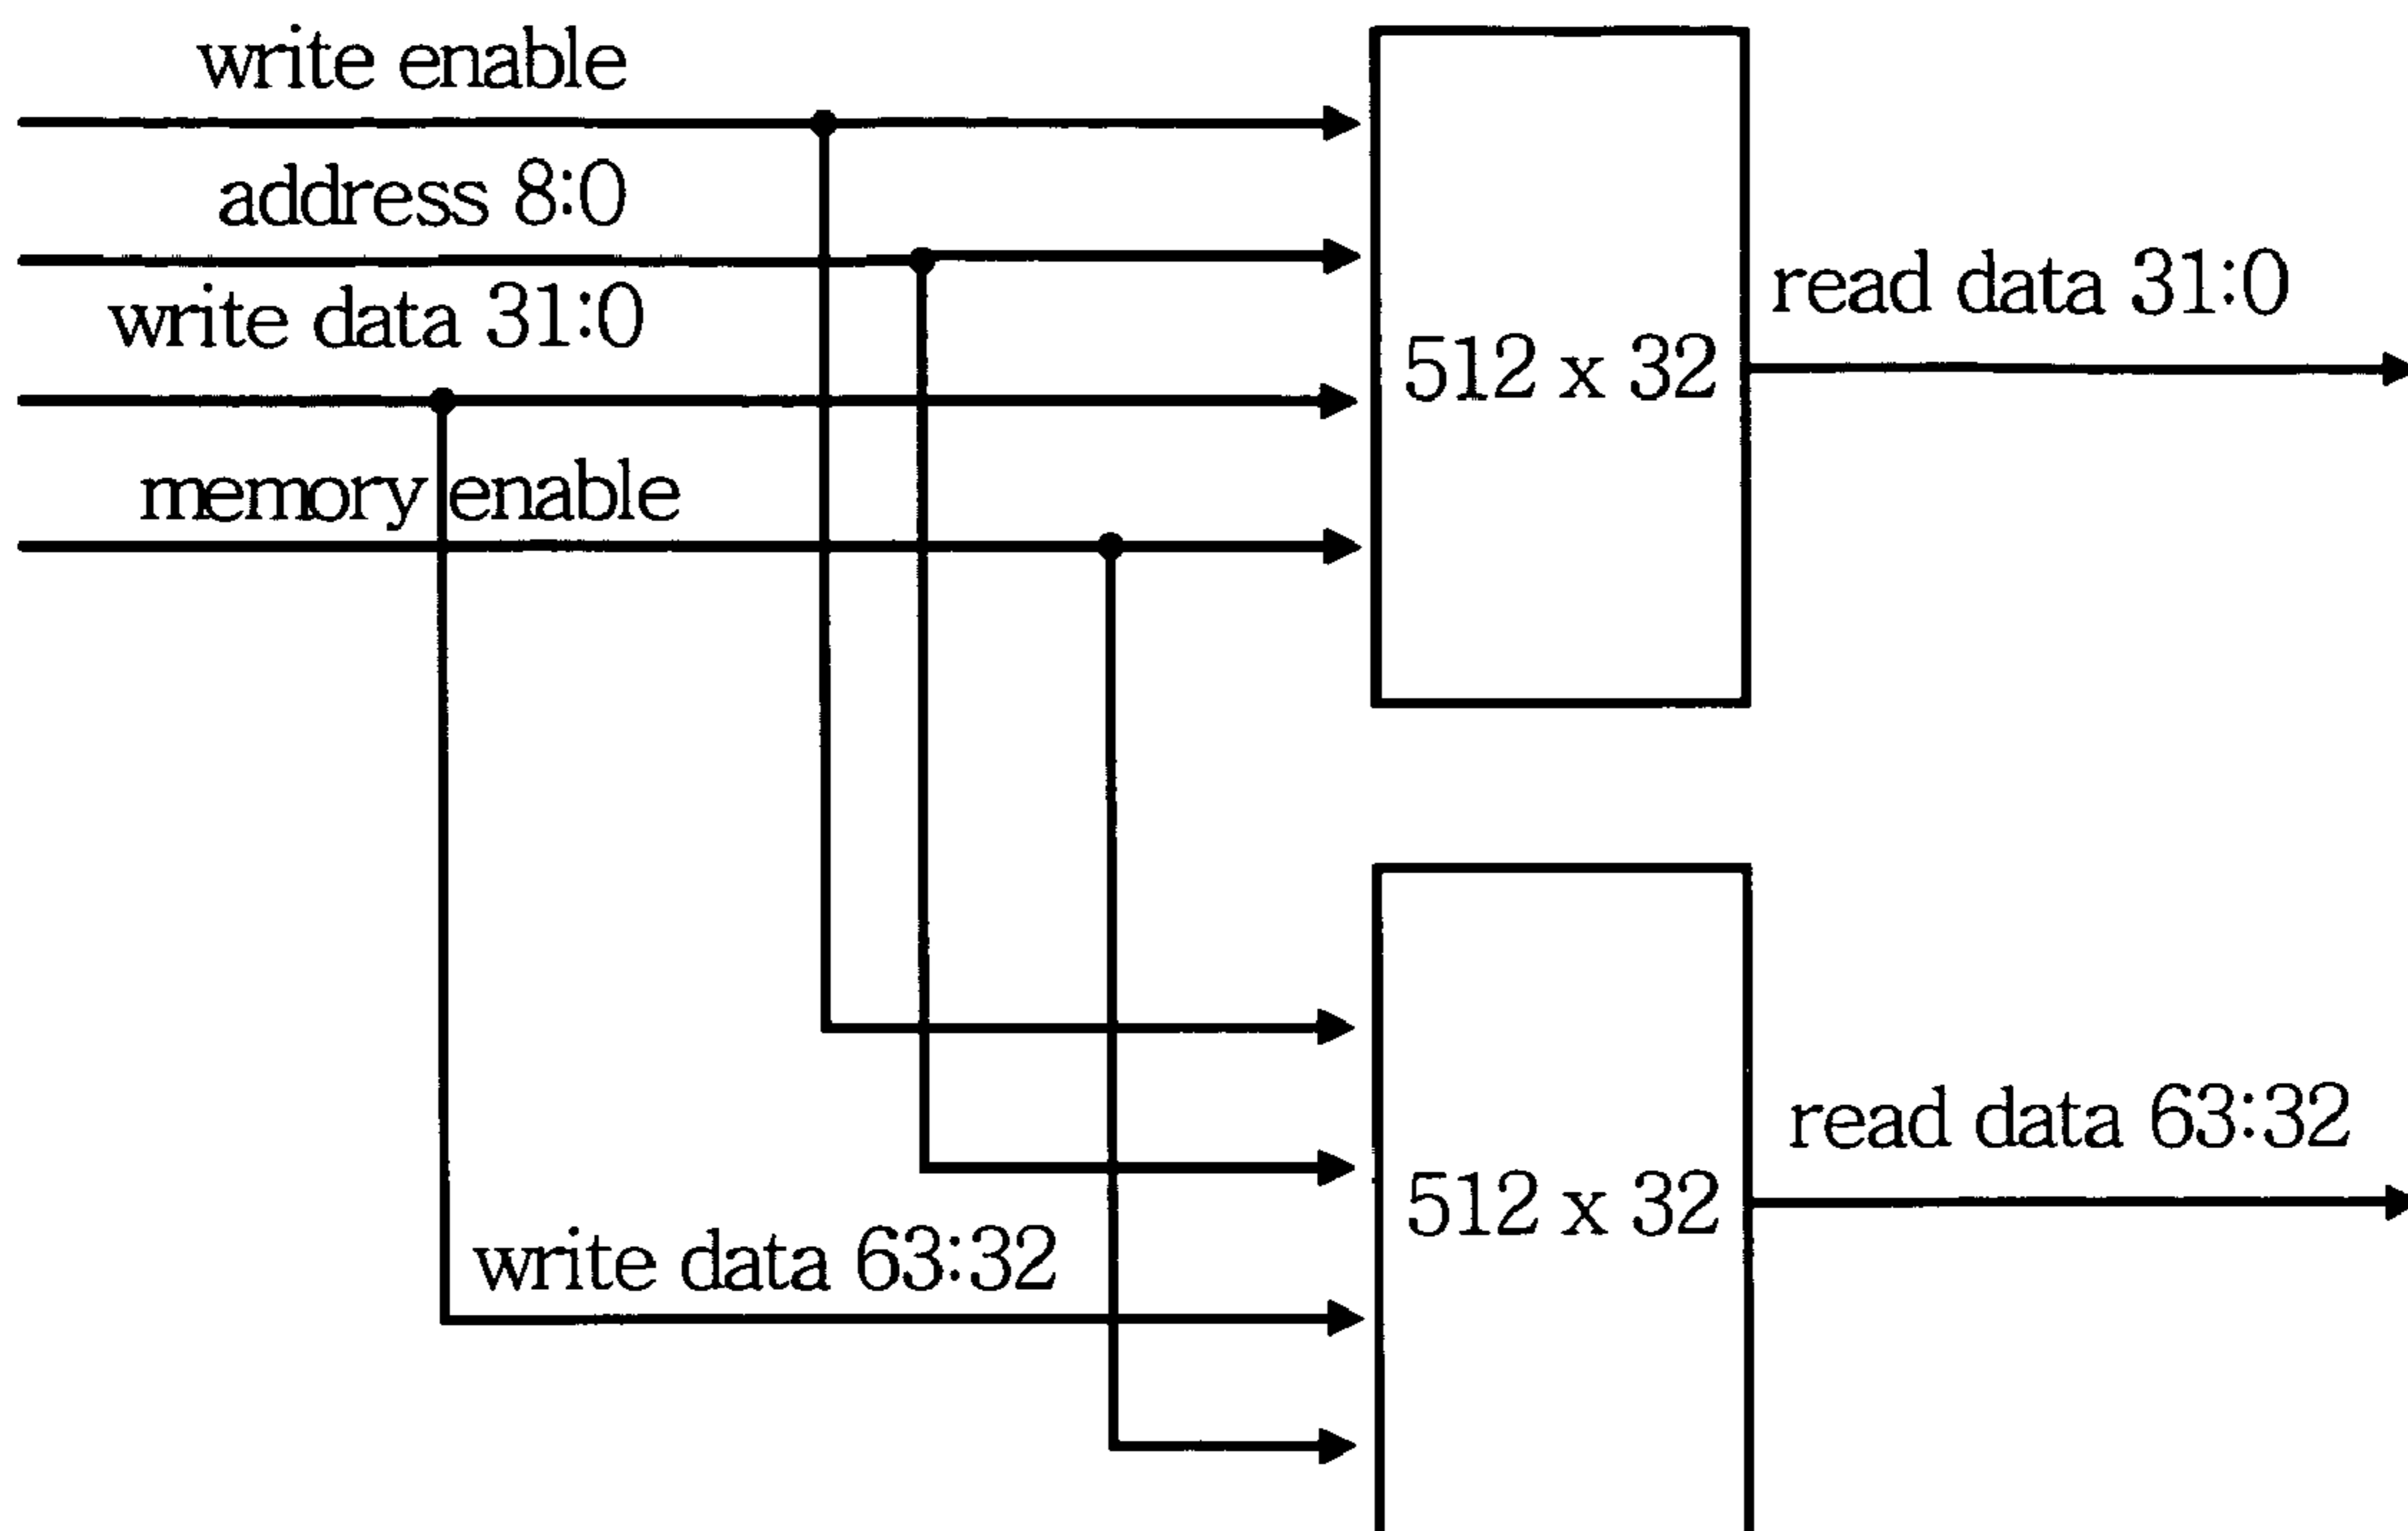 write enable
address 8:0
write data 31:0
memory enable
512 x 32
read data 31:0
write data 63:32
512 x 32
read data 63:32